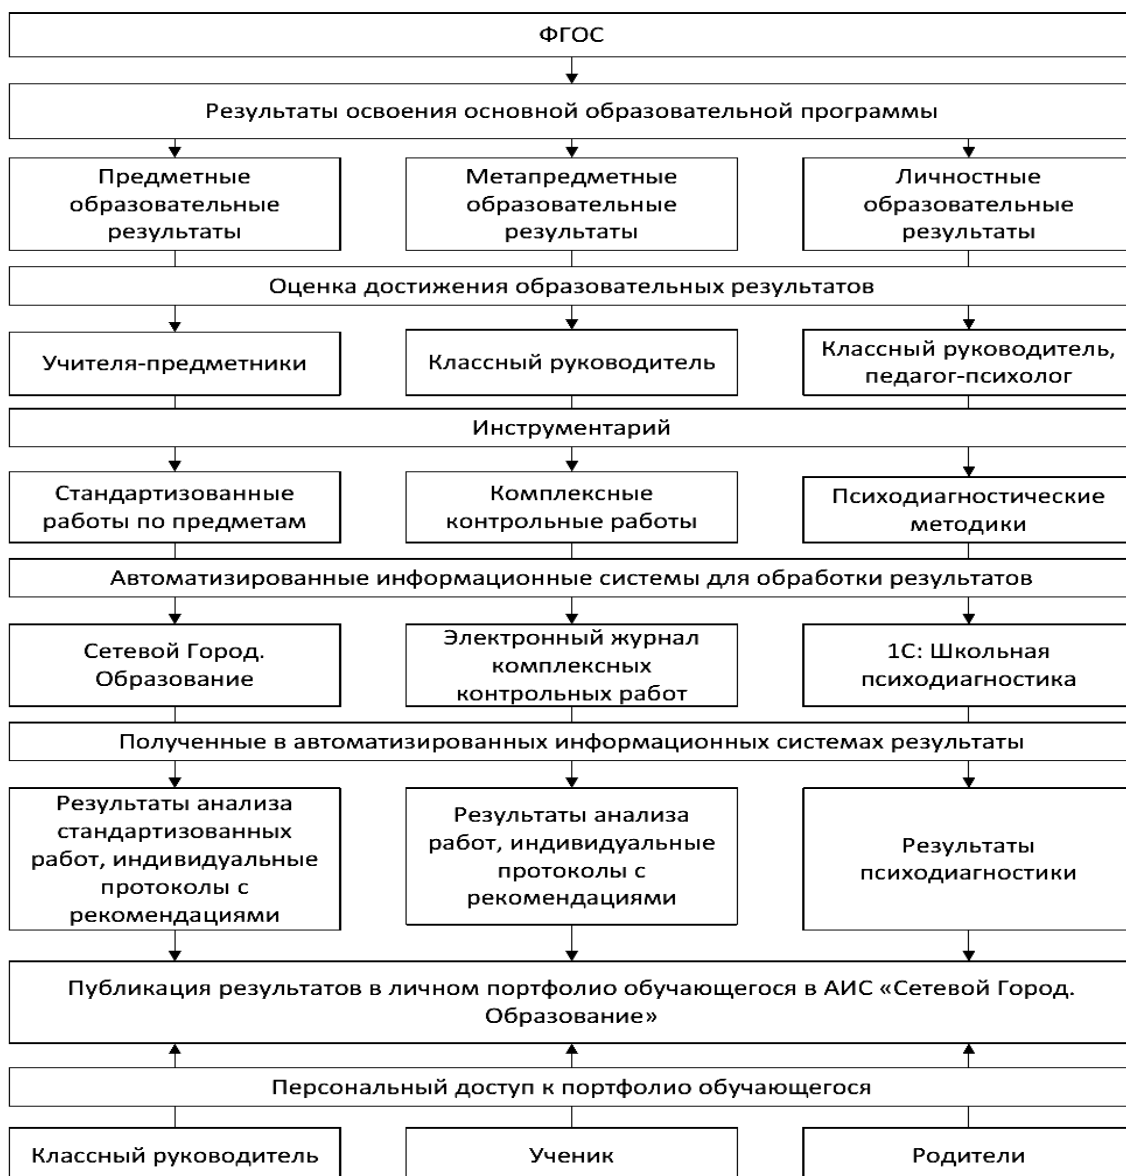 ФГОС
Результаты освоения основной образовательной программы
Предметные
образовательные
результаты
Метапредметные
образовательные
результаты
Личностные
образовательные
результаты
Оценка достижения образовательных результатов
Учителя-предметники
Классный руководитель
Классный руководитель,
педагог-психолог
Инструментарий
Стандартизованные
работы по предметам
Комплексные
контрольные работы
Психодиагностические
методики
Автоматизированные информационные системы для обработки результатов
Сетевой Город.
Образование
Электронный журнал
комплексных
контрольных работ
1С: Школьная
психодиагностика
Полученные в автоматизированных информационных системах результаты
Результаты анализа
стандартизованных
работ, индивидуальные
протоколы с
рекомендациями
Результаты анализа
работ, индивидуальные
протоколы с
рекомендациями
Результаты
психодиагностики
Публикация результатов в личном портфолио обучающегося в АИС «Сетевой Город.
Образование»
Персональный доступ к портфолио обучающегося
Классный руководитель
Ученик
Родители